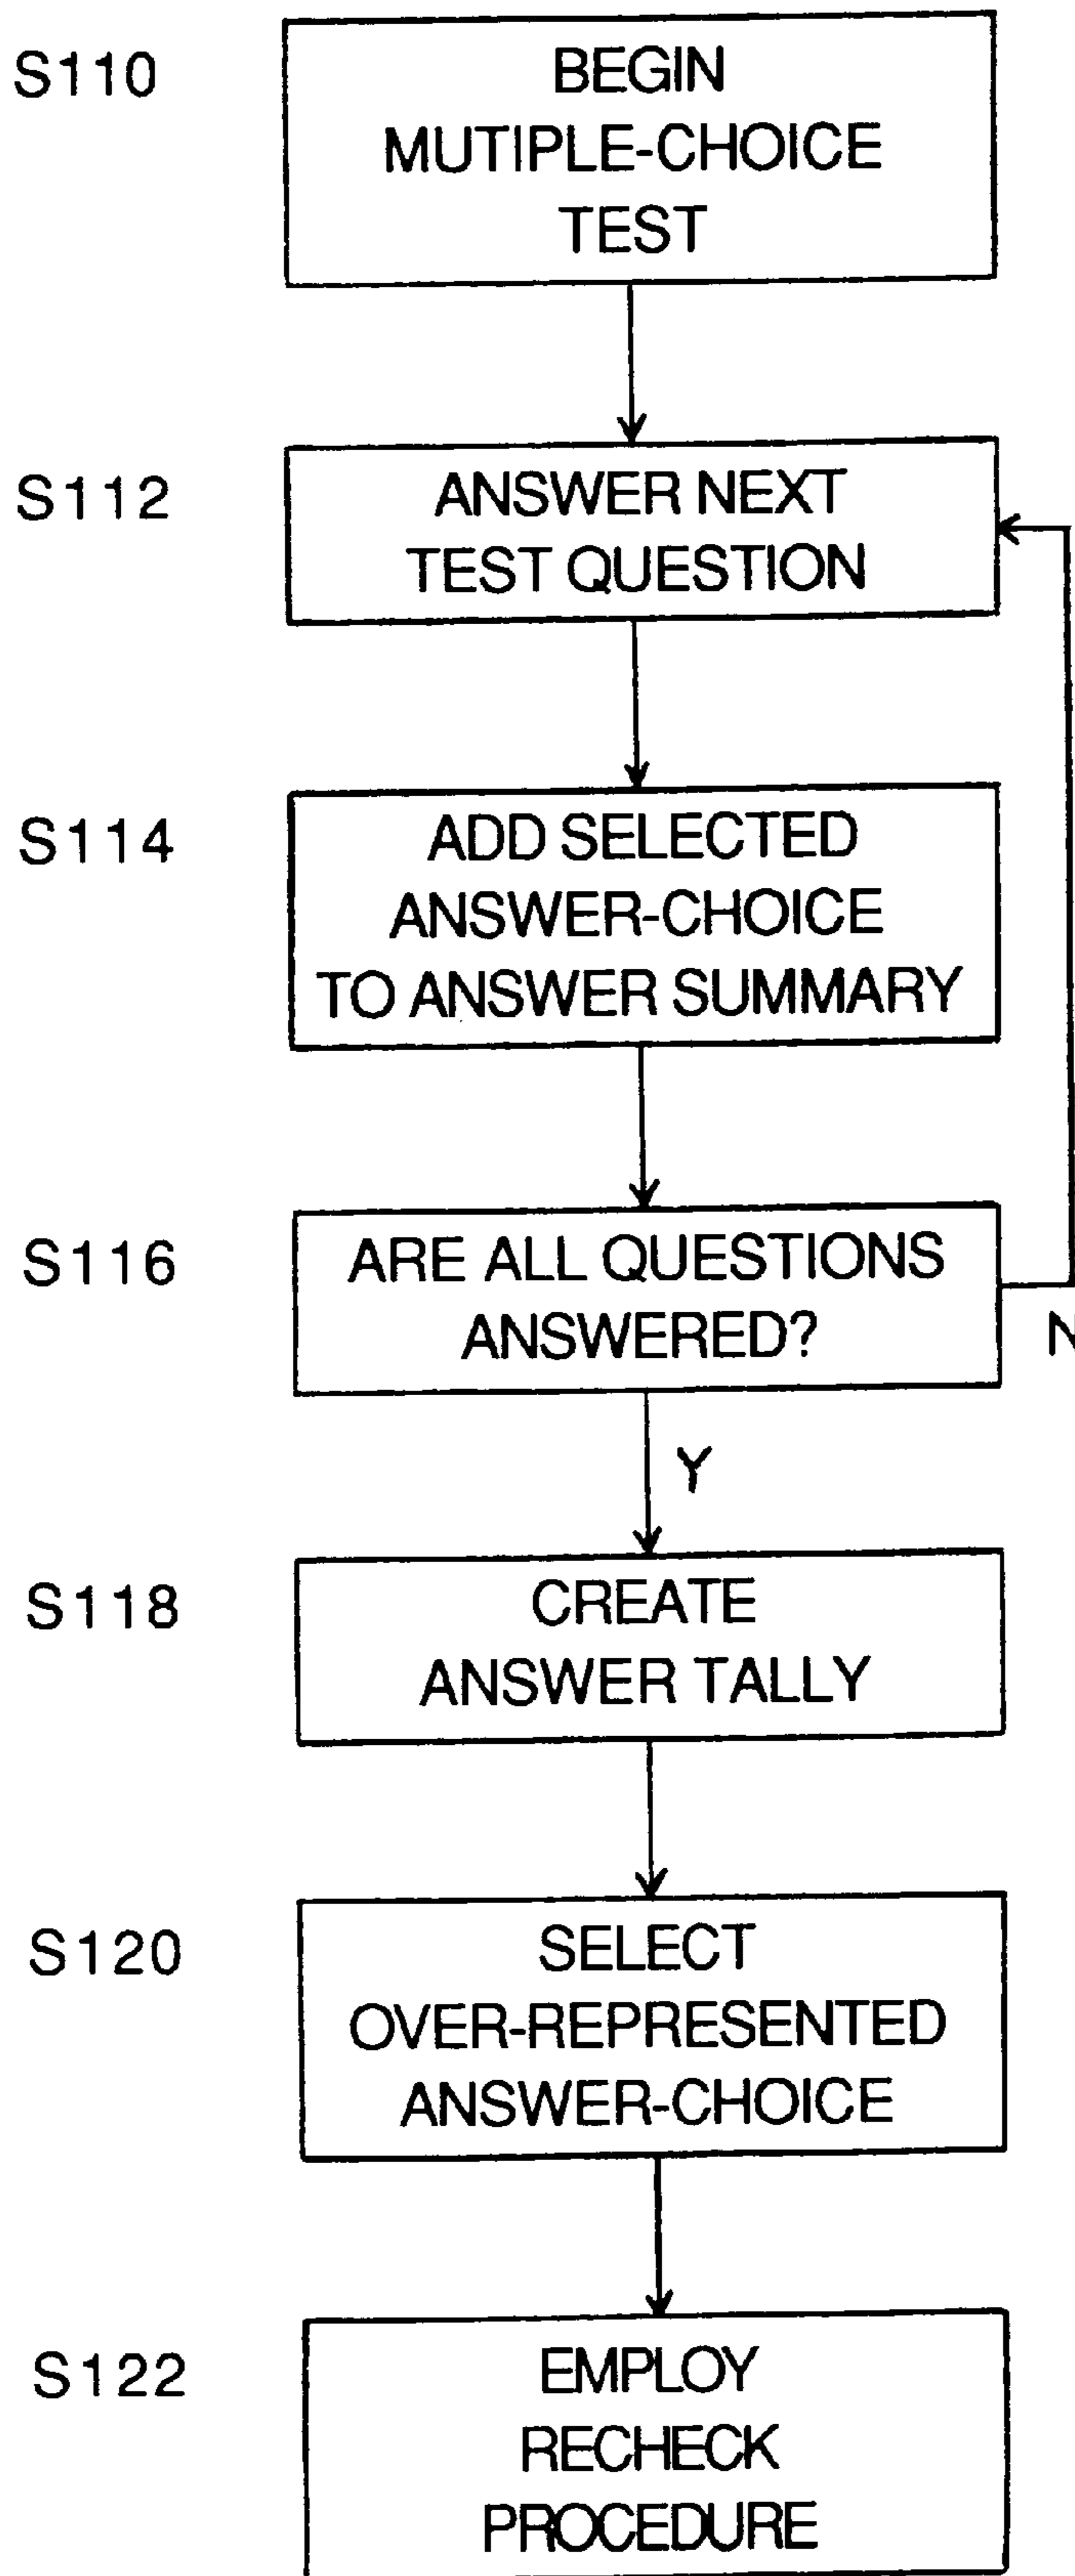 S110
BEGIN
MUTIPLE-CHOICE
TEST
S112
ANSWER NEXT
TEST QUESTION
S114
ADD SELECTED
ANSWER-CHOICE
TO ANSWER SUMMARY
S116
ARE ALL QUESTIONS
ANSWERED?
N
Y
S118
CREATE
ANSWER TALLY
S120
SELECT
OVER-REPRESENTED
ANSWER-CHOICE
S122
EMPLOY
RECHECK
PROCEDURE